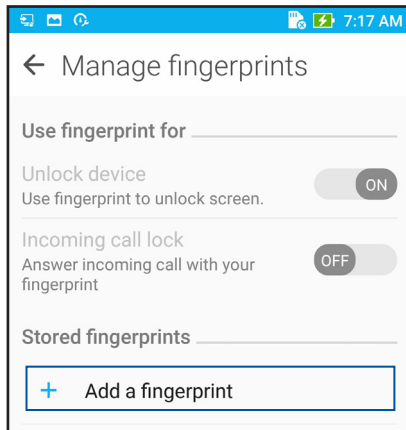 7:17 AM
Manage fingerprints
Use fingerprint for
Unlock device
Use fingerprint to unlock screen.
ON
Incoming call lock
Answer incoming call with your
fingerprint
OFF
Stored fingerprints
+ Add a fingerprint